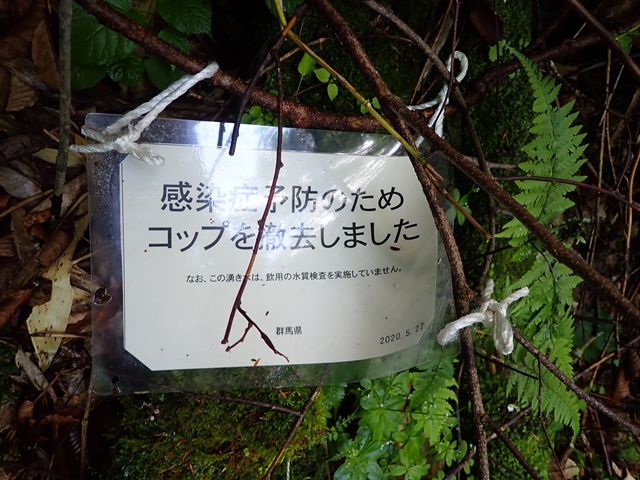 感染症予防のため
コップを撤去しました
なお、この湧き水は、飲用の水質検査を実施していません。
群馬県
2020.5.27